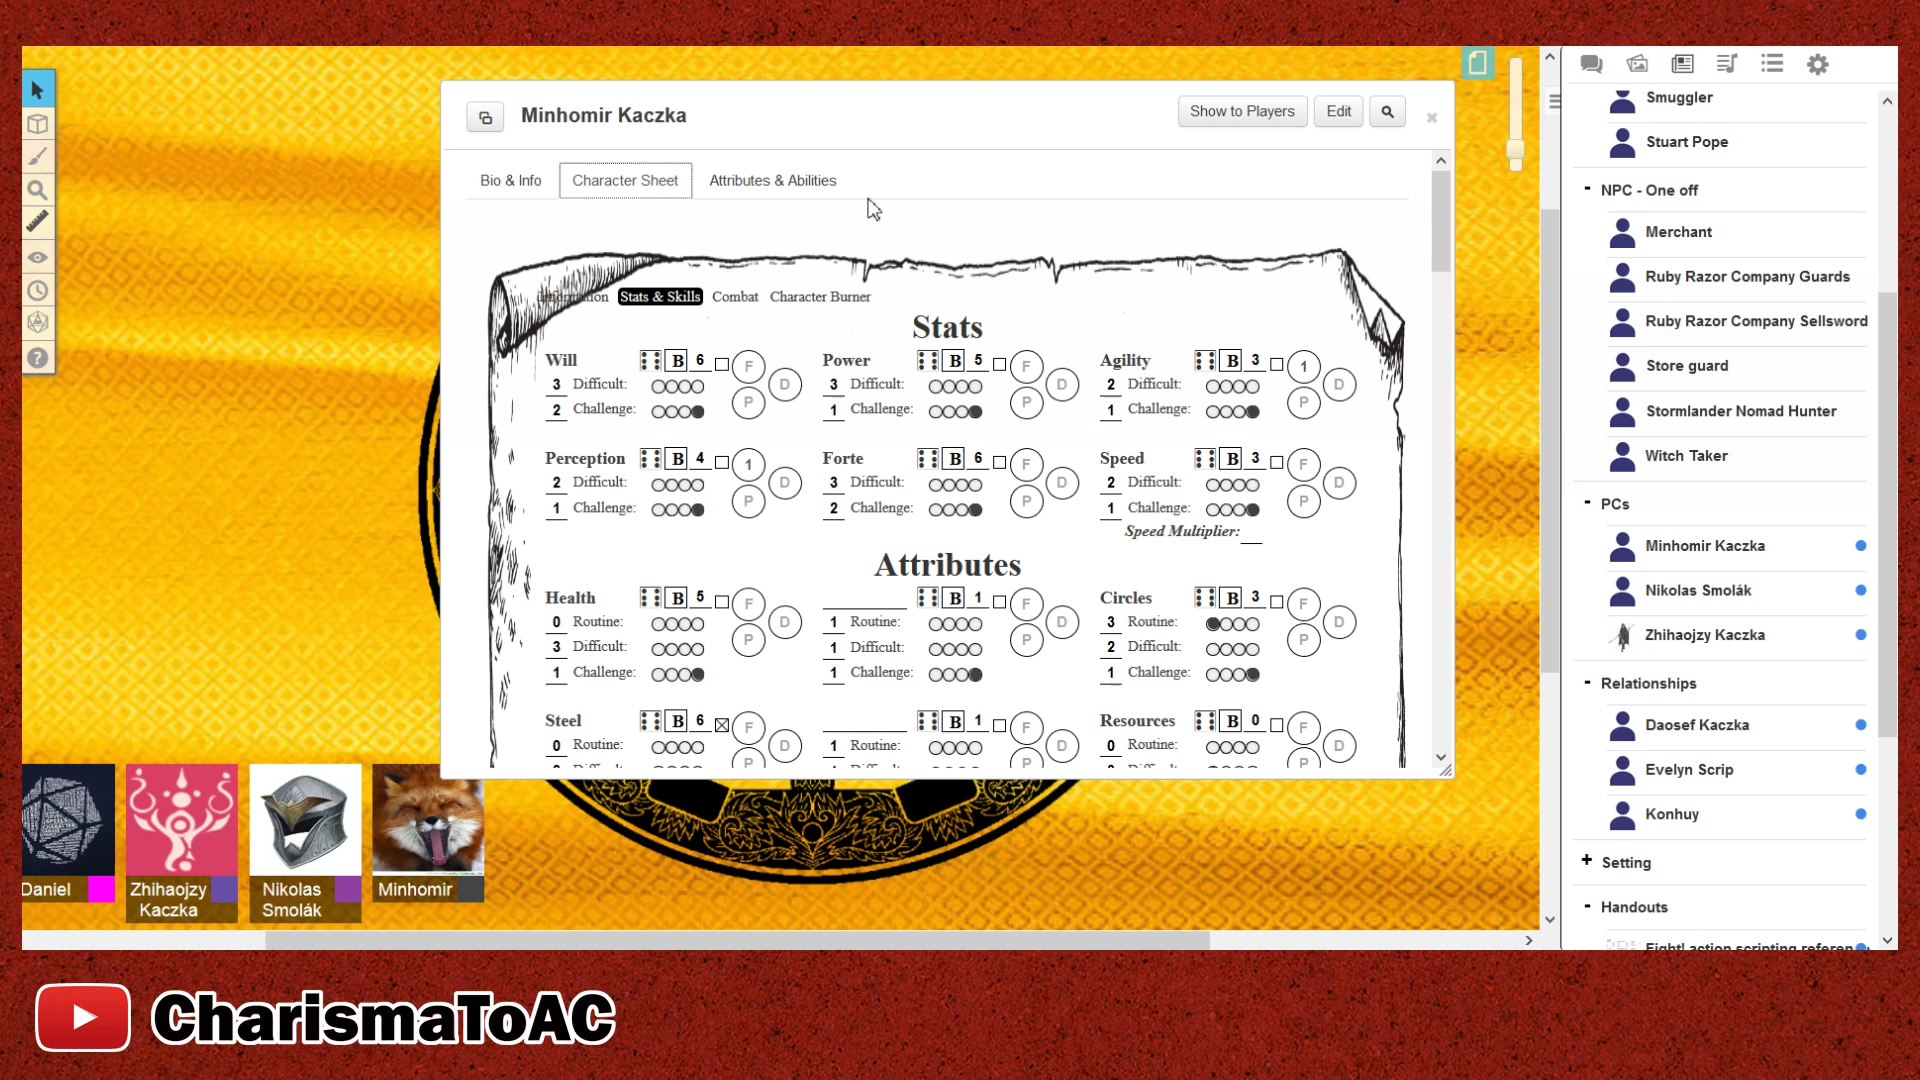 Minhomir Kaczka
Show to Players
Edit
Bio & Info
Character Sheet
Attributes & Abilities
Information
Stats & Skills
Combat
Character Burner
Stats
Will B 6 F
3 Difficult: D
2 Challenge: P
Power B 5 F
3 Difficult: D
1 Challenge: P
Agility B 3 1
2 Difficult: D
1 Challenge: P
Perception B 4 1
2 Difficult: D
1 Challenge: P
Forte B 6 F
3 Difficult: D
2 Challenge: P
Speed B 3 F
2 Difficult: D
1 Challenge: P
Speed Multiplier:
Attributes
Health B 5 F
0 Routine: D
3 Difficult: P
1 Challenge:
B 1 F
1 Routine: D
1 Difficult: P
1 Challenge:
Circles B 3 F
3 Routine: D
2 Difficult: P
1 Challenge:
Steel B 6 F
0 Routine: D
P
B 1 F
1 Routine: D
P
Resources B 0 F
0 Routine: D
P
Smuggler
Stuart Pope
- NPC - One off
Merchant
Ruby Razor Company Guards
Ruby Razor Company Sellsword
Store guard
Stormlander Nomad Hunter
Witch Taker
- PCs
Minhomir Kaczka
Nikolas Smolák
Zhihaojzy Kaczka
- Relationships
Daosef Kaczka
Evelyn Scrip
Konhuy
+ Setting
- Handouts
Fight! action scripting referen
Daniel
Zhihaojzy
Kaczka
Nikolas
Smolák
Minhomir
CharismaToAC